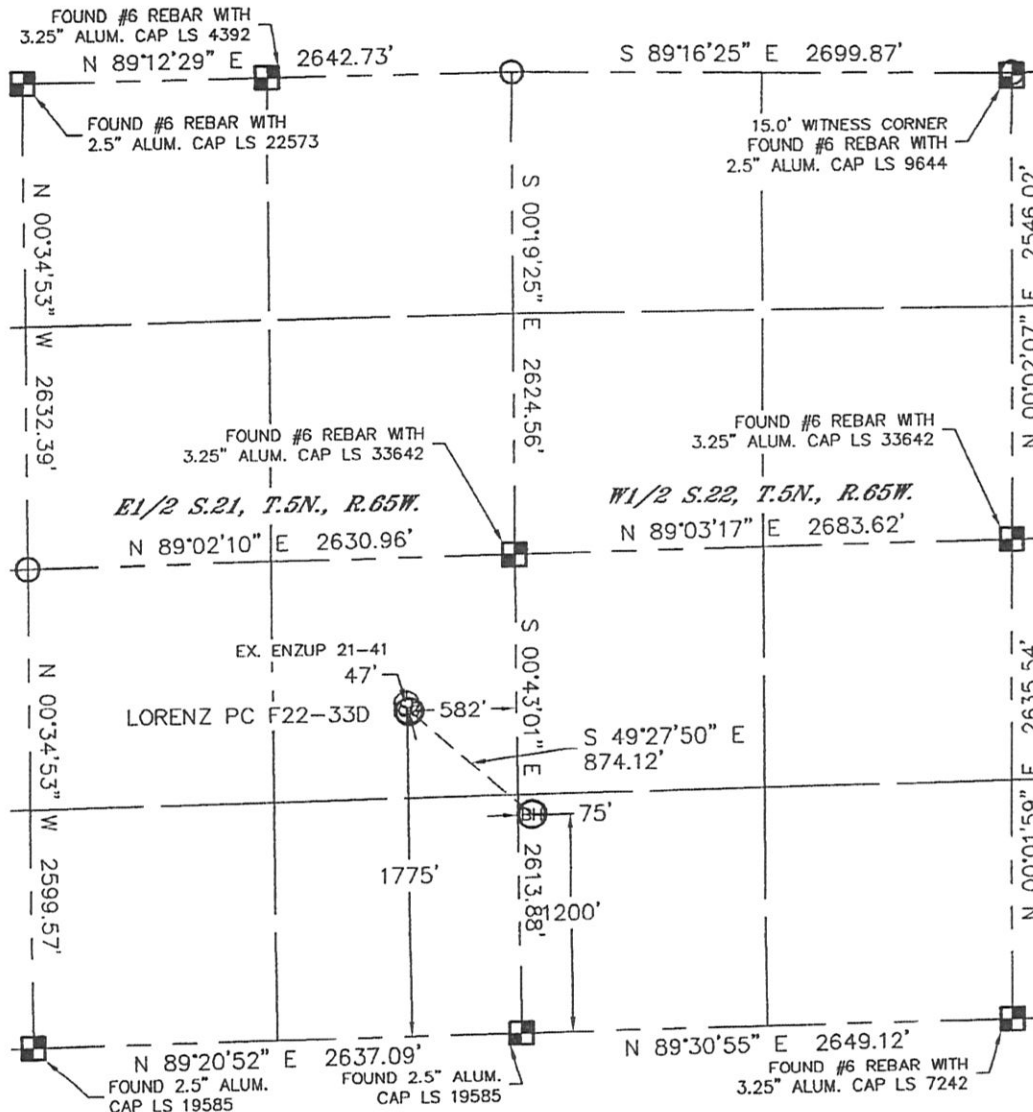 FOUND #6 REBAR WITH
3.25" ALUM. CAP LS 4392
N 89°12'29" E 2642.73'
S 89°16'25" E 2699.87'
FOUND #6 REBAR WITH
2.5" ALUM. CAP LS 22573
15.0' WITNESS CORNER
FOUND #6 REBAR WITH
2.5" ALUM. CAP LS 9644
N 00°34'53" W 2632.39'
S 00°19'25" E 2624.56'
N 00°02'07" E 2546.02'
FOUND #6 REBAR WITH
3.25" ALUM. CAP LS 33642
FOUND #6 REBAR WITH
3.25" ALUM. CAP LS 33642
E1/2 S.21, T.5N., R.65W.
W1/2 S.22, T.5N., R.65W.
N 89°02'10" E 2630.96'
N 89°03'17" E 2683.62'
EX. ENZUP 21-41
47'
LORENZ PC F22-33D
582'
S 49°27'50" E
874.12'
N 00°34'53" W 2599.57'
S 00°43'01" E 2613.88'
N 00°01'59" E 2635.54'
BH
75'
1775'
1200'
N 89°20'52" E 2637.09'
N 89°30'55" E 2649.12'
FOUND 2.5" ALUM.
CAP LS 19585
FOUND 2.5" ALUM.
CAP LS 19585
FOUND #6 REBAR WITH
3.25" ALUM. CAP LS 7242